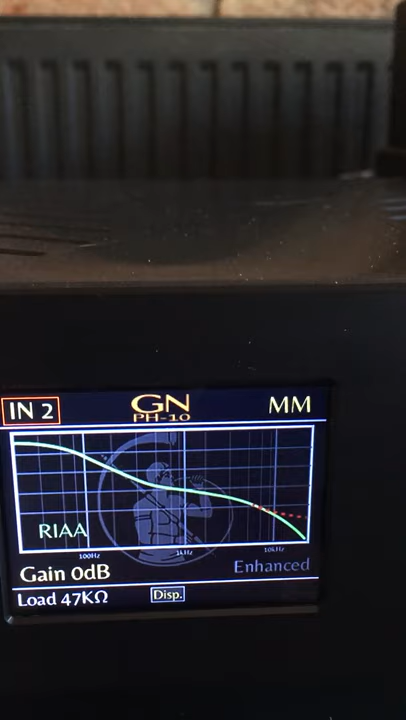 IN 2 GN MM
PH-10
RIAA
100Hz 1kHz 10kHz
Gain 0dB Enhanced
Load 47KΩ Disp.